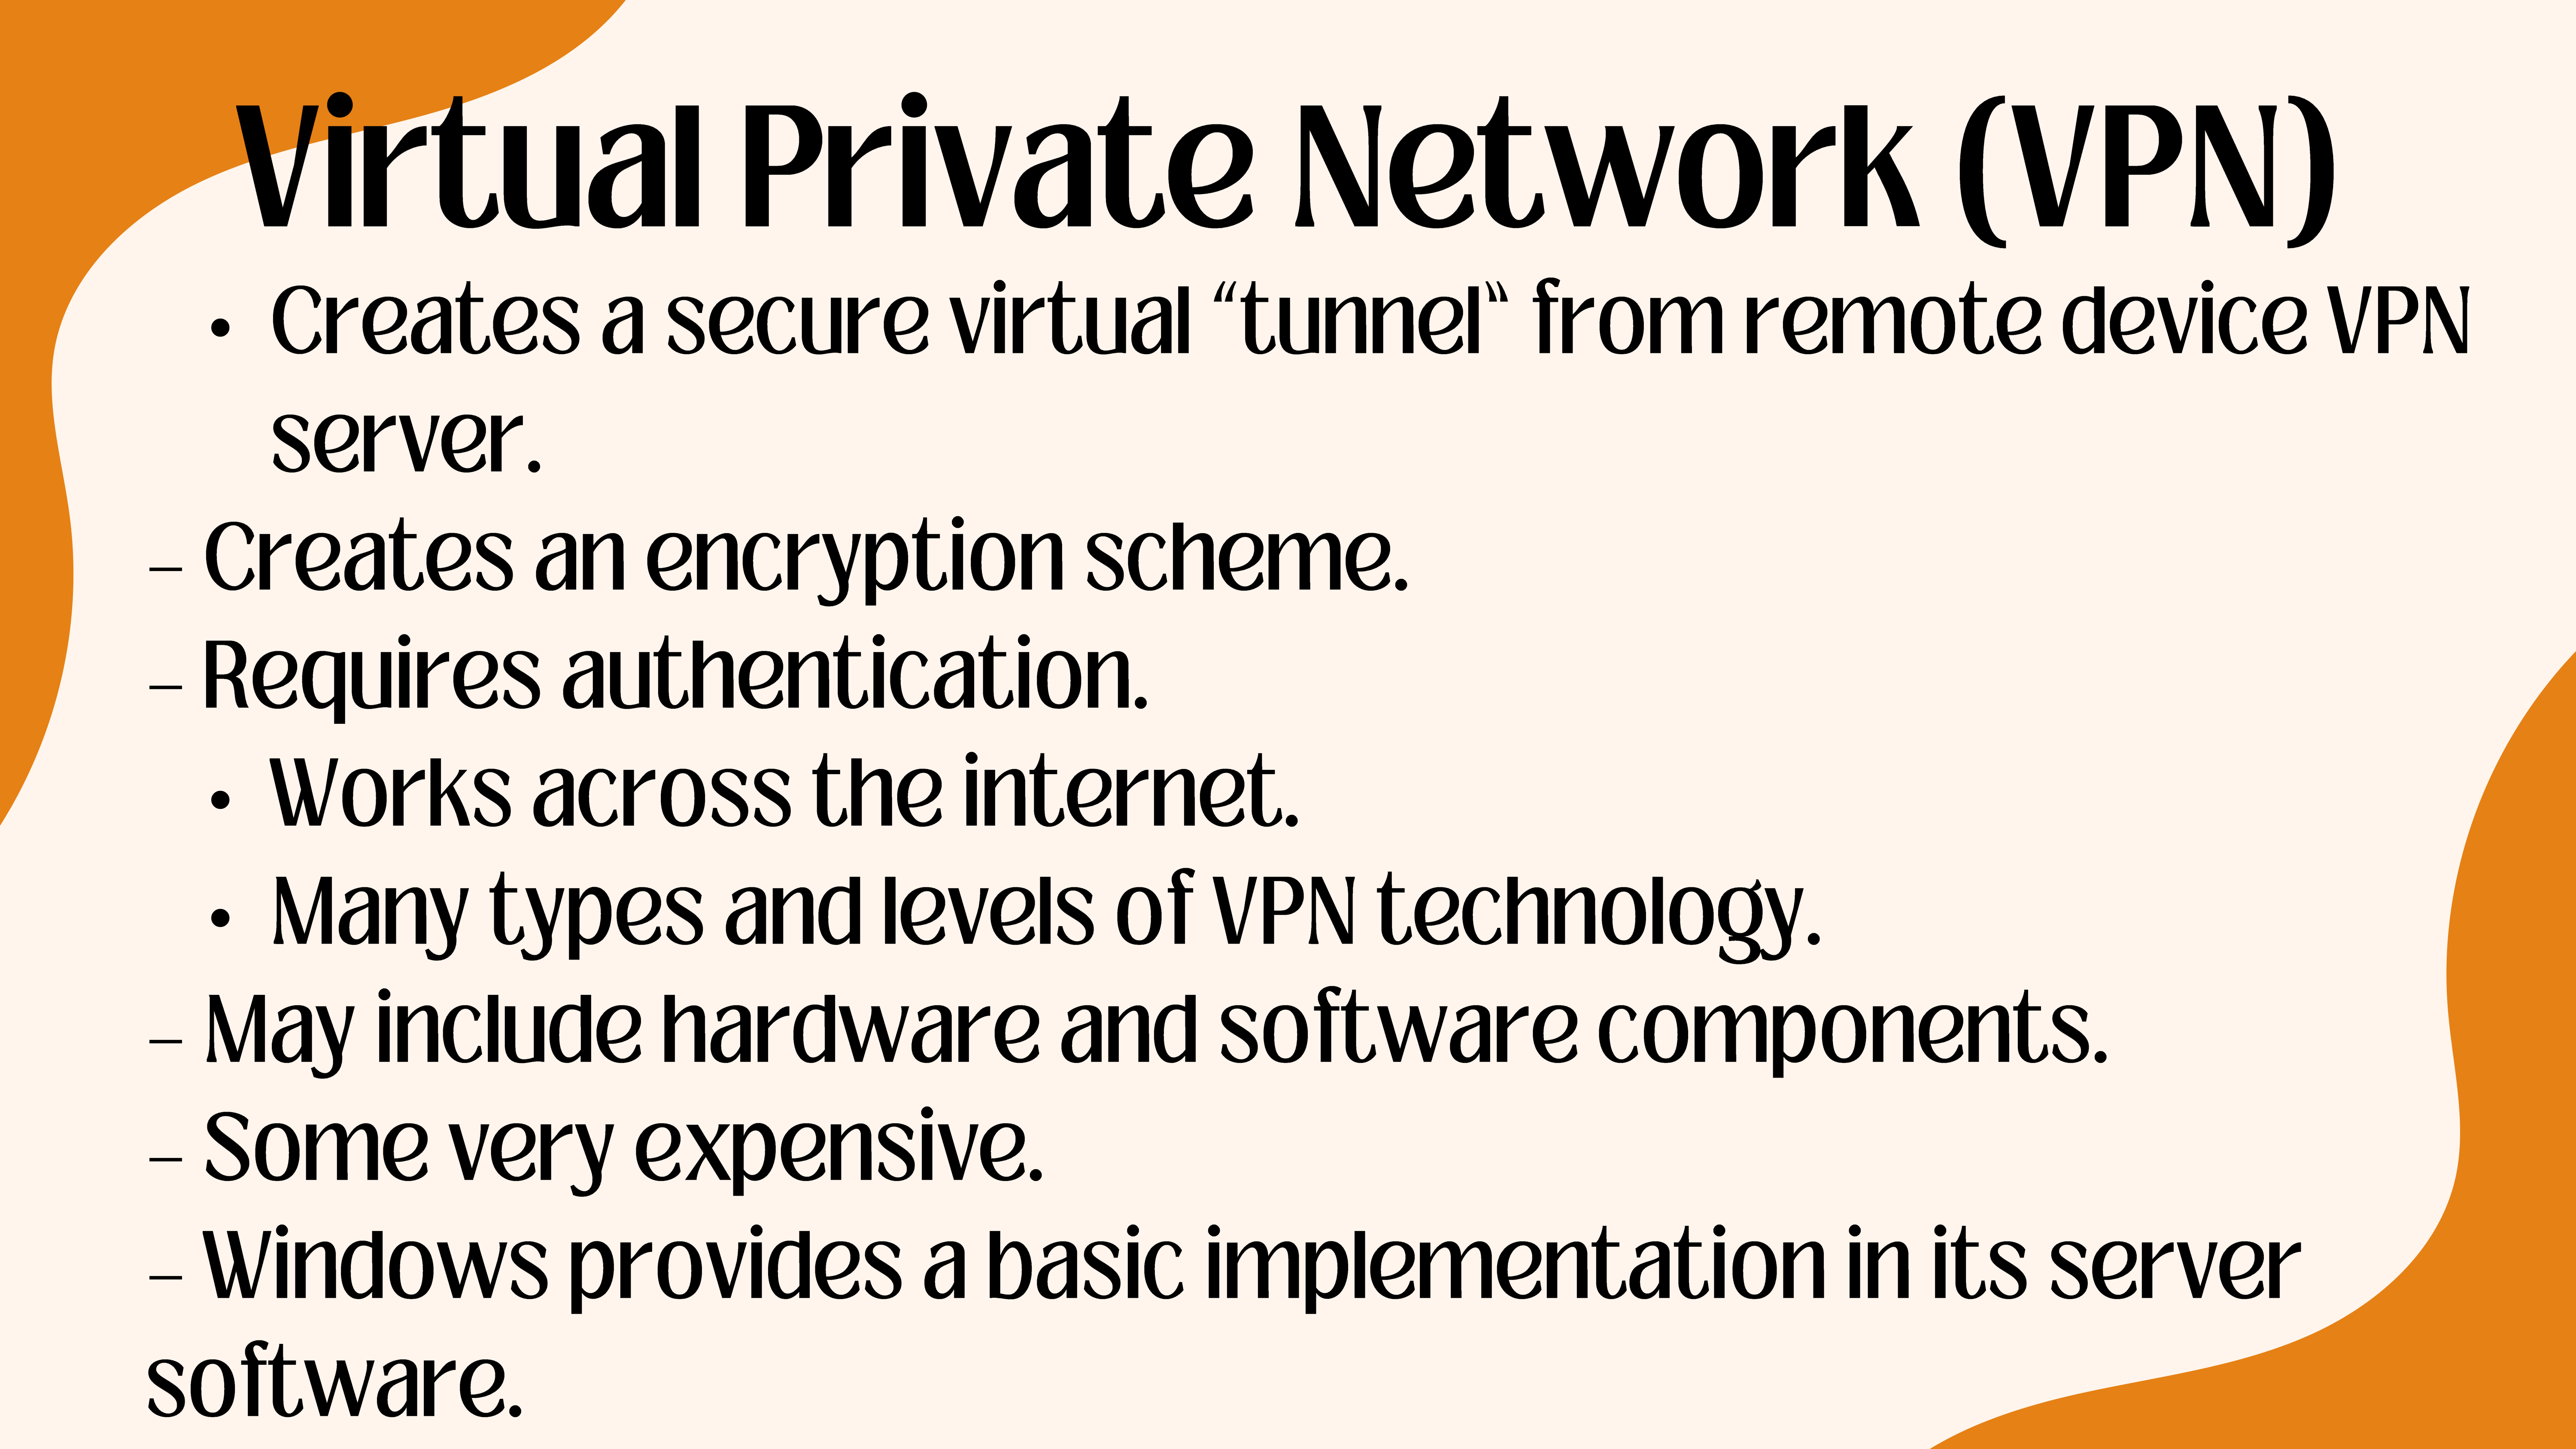 Virtual Private Network (VPN)
• Creates a secure virtual “tunnel” from remote device VPN
server.
– Creates an encryption scheme.
– Requires authentication.
• Works across the internet.
• Many types and levels of VPN technology.
– May include hardware and software components.
– Some very expensive.
– Windows provides a basic implementation in its server
software.